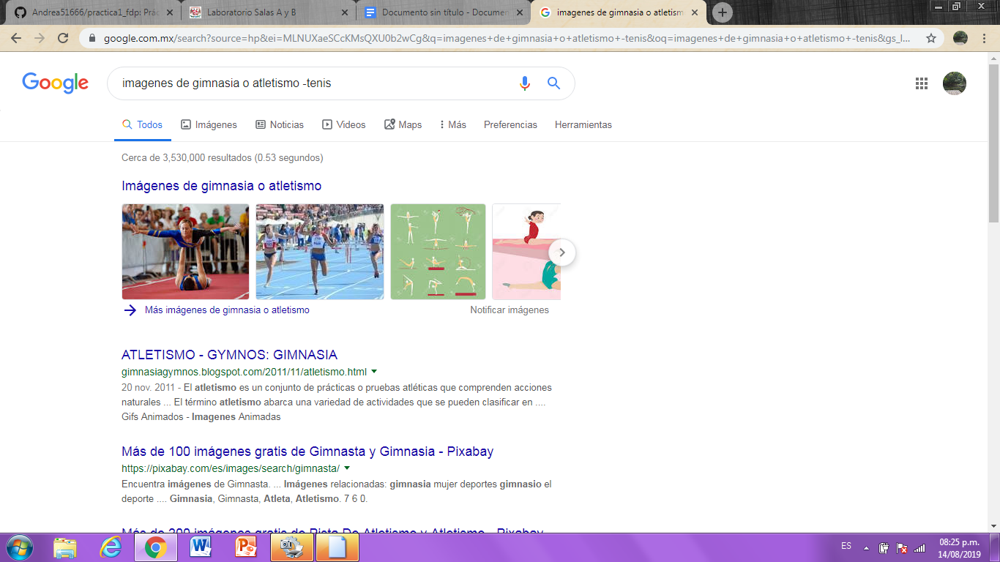 Andrea51666/practica1_fdp: Prác
Laboratorio Salas A y B
Documento sin título - Documen
imagenes de gimnasia o atletism
google.com.mx/search?source=hp&ei=MLNUXaeSCcKMsQXU0b2wCg&q=imagenes+de+gimnasia+o+atletismo+-tenis&oq=imagenes+de+gimnasia+o+atletismo+-tenis&gs_l...
Google
imagenes de gimnasia o atletismo -tenis
Todos
Imágenes
Noticias
Videos
Maps
Más
Preferencias
Herramientas
Cerca de 3,530,000 resultados (0.53 segundos)
Imágenes de gimnasia o atletismo
Más imágenes de gimnasia o atletismo
Notificar imágenes
ATLETISMO - GYMNOS: GIMNASIA
gimnasiagymnos.blogspot.com/2011/11/atletismo.html
20 nov. 2011 - El atletismo es un conjunto de prácticas o pruebas atléticas que comprenden acciones
naturales ... El término atletismo abarca una variedad de actividades que se pueden clasificar en ....
Gifs Animados - Imagenes Animadas
Más de 100 imágenes gratis de Gimnasta y Gimnasia - Pixabay
https://pixabay.com/es/images/search/gimnasta/
Encuentra imágenes de Gimnasta. ... Imágenes relacionadas: gimnasia mujer deportes gimnasio el
deporte .... Gimnasia, Gimnasta, Atleta, Atletismo. 7 6 0.
Más de 200 imágenes gratis de Pista De Atletismo y Atletismo - Pixabay
ES
08:25 p.m.
14/08/2019